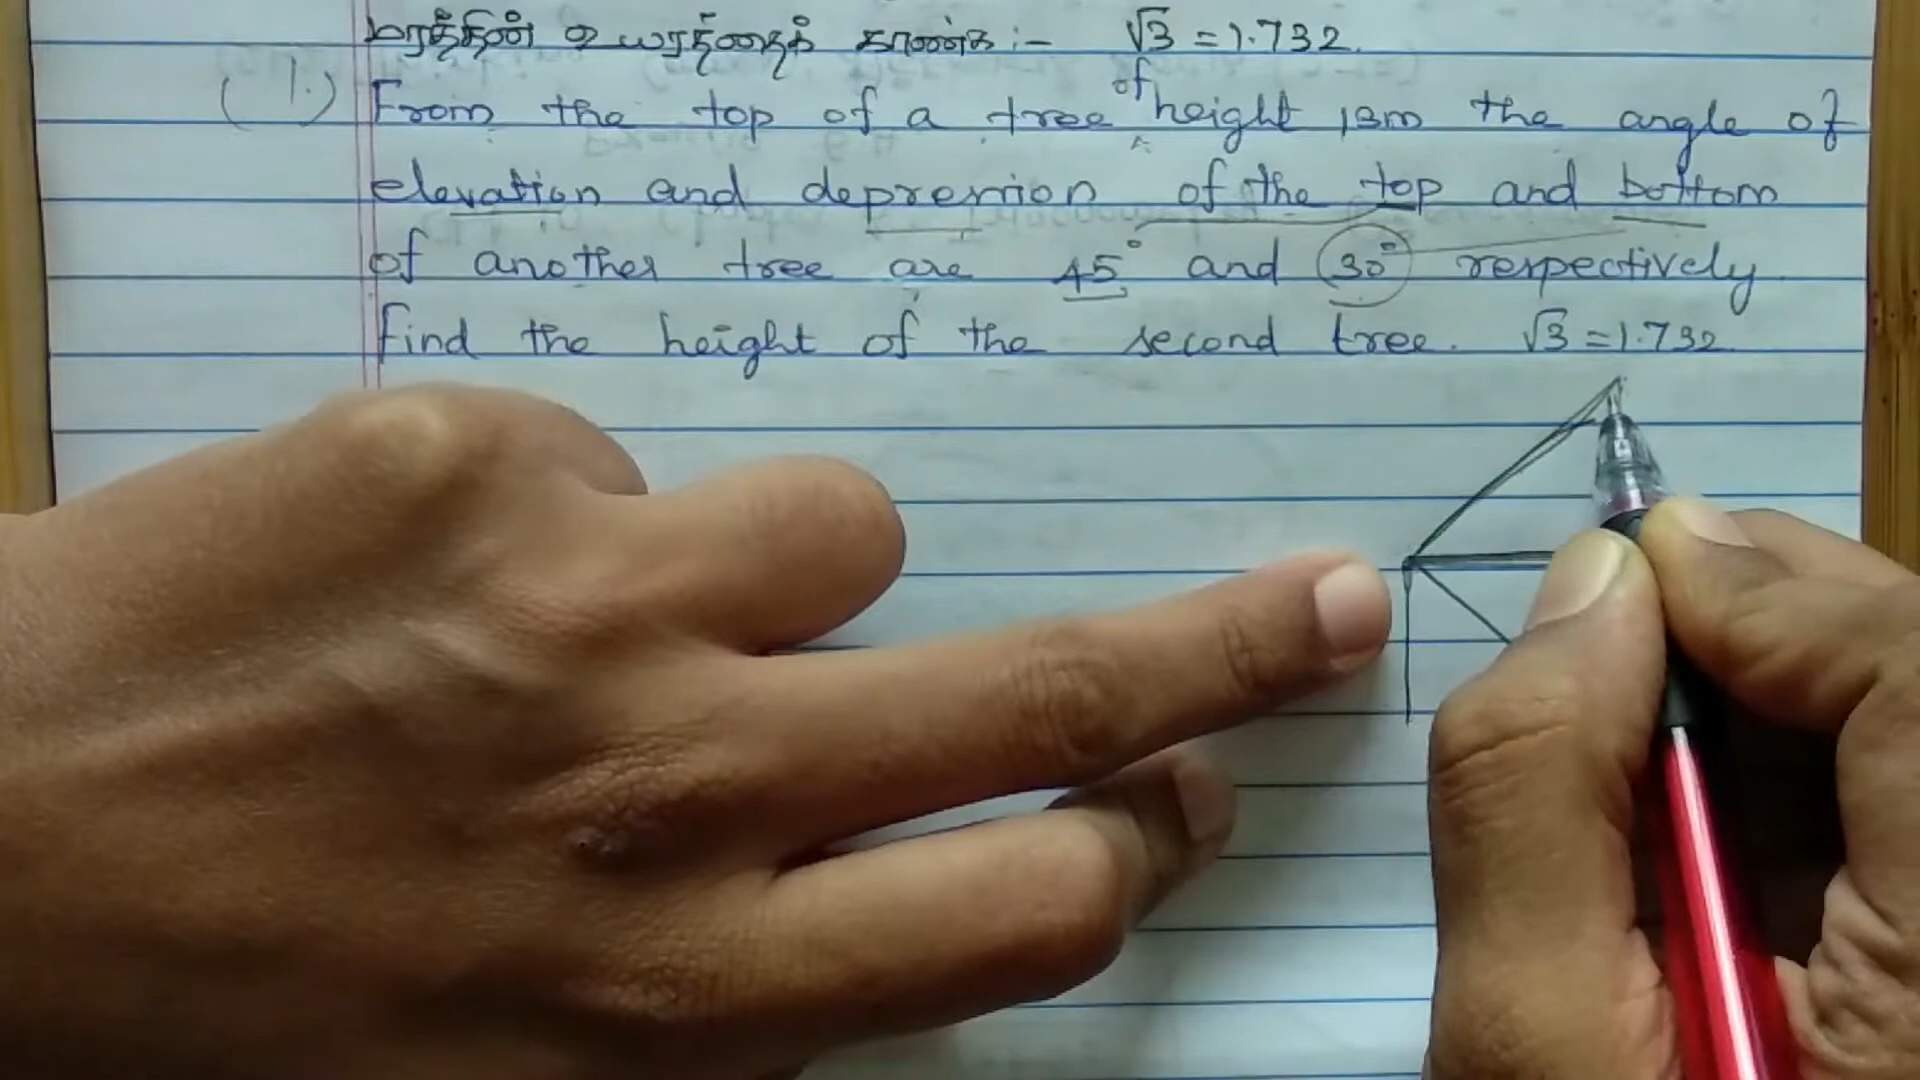 மரத்தின் உயரத்தைக் காண்க :- √3 = 1.732.
(1.) From the top of a tree of height 13m the angle of
elevation and depression of the top and bottom
of another tree are 45° and 30° respectively.
find the height of the second tree. √3 = 1.732